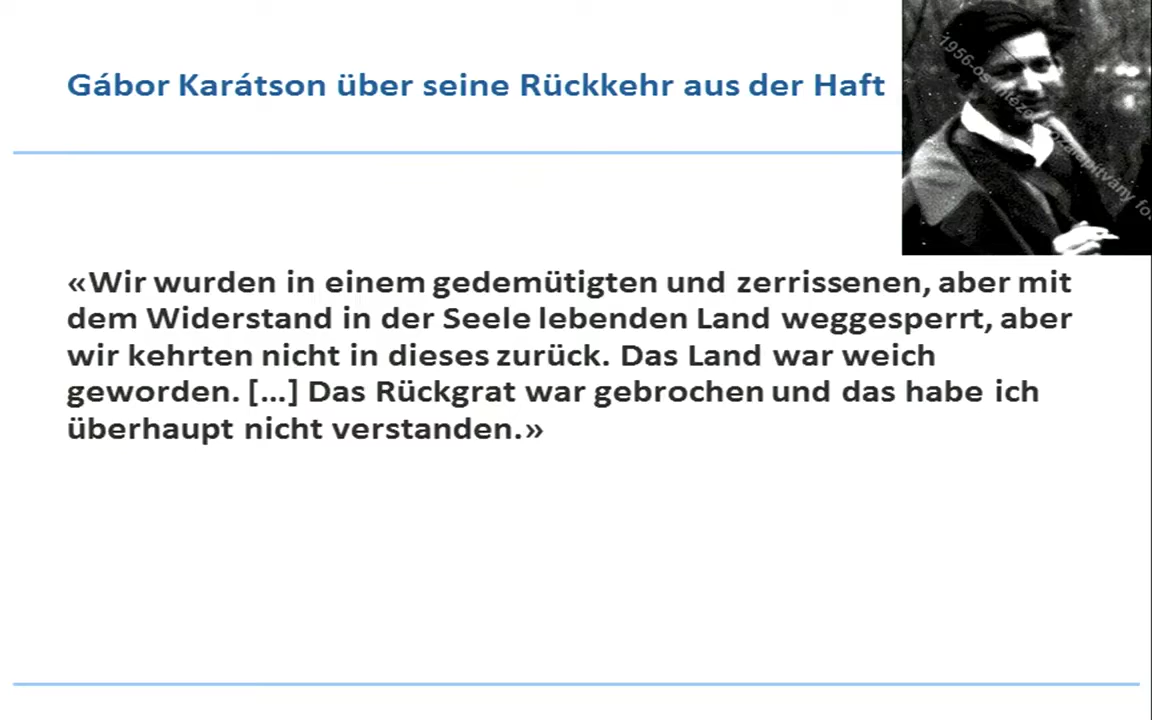 Gábor Karátson über seine Rückkehr aus der Haft
1956-os
«Wir wurden in einem gedemütigten und zerrissenen, aber mit
dem Widerstand in der Seele lebenden Land weggesperrt, aber
wir kehrten nicht in dieses zurück. Das Land war weich
geworden. […] Das Rückgrat war gebrochen und das habe ich
überhaupt nicht verstanden.»